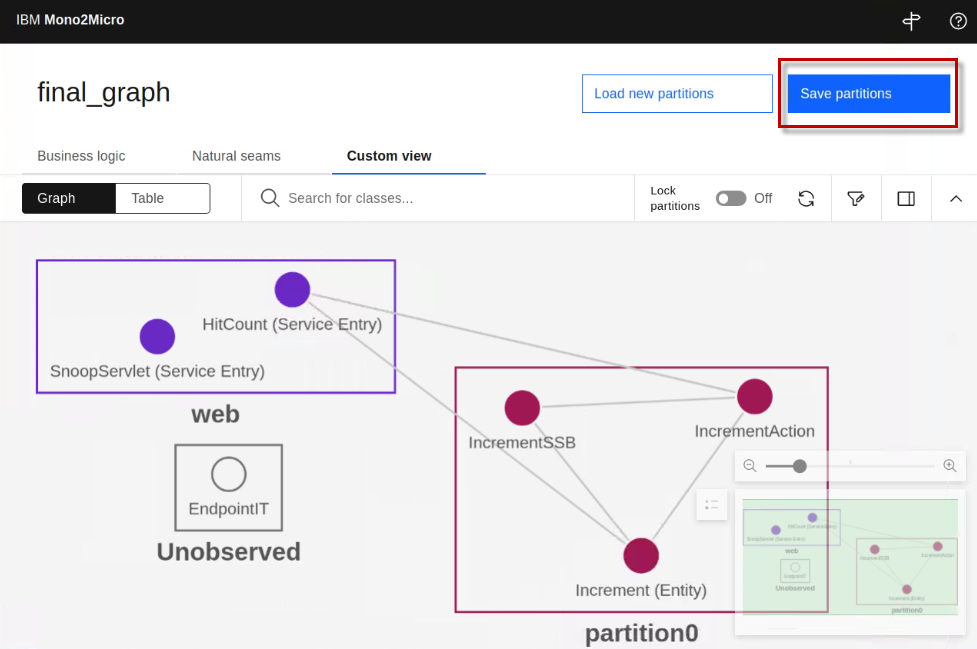 IBM Mono2Micro
final_graph
Load new partitions
Save partitions
Business logic
Natural seams
Custom view
Graph
Table
Search for classes...
Lock
partitions
Off
HitCount (Service Entry)
SnoopServlet (Service Entry)
web
EndpointIT
Unobserved
IncrementSSB
IncrementAction
Increment (Entity)
partition0
HitCount (Service Entry)
SnoopServlet (Service Entry)
web
EndpointIT
Unobserved
IncrementSSB
IncrementAction
Increment (Entity)
partition0